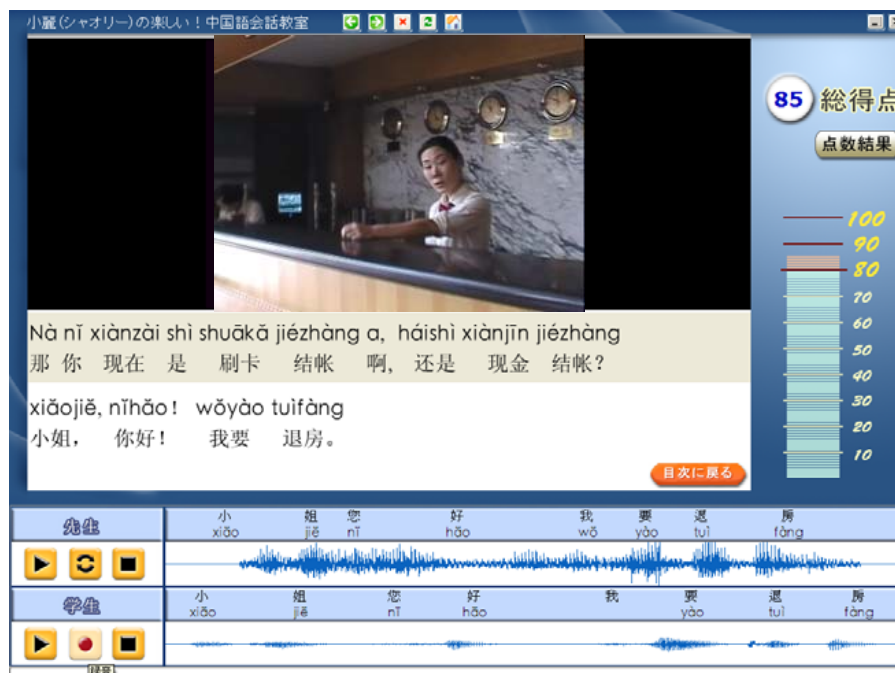 小麗(シャオリー)の楽しい！中国語会話教室
85 総得点
点数結果
100
90
80
70
60
50
40
30
20
10
Nà nǐ xiànzài shì shuākǎ jiézhàng a, háishì xiànjīn jiézhàng
那 你 现在 是 刷卡 结帐 啊, 还是 现金 结帐？
xiǎojiě, nǐhǎo！ wǒyào tuìfàng
小姐， 你好！ 我要 退房。
目次に戻る
先生
小 姐 您 好 我 要 退 房
xiǎo jiě nǐ hǎo wǒ yào tuì fàng
学生
小 姐 您 好 我 要 退 房
xiǎo jiě nǐ hǎo yào tuì fàng
録音